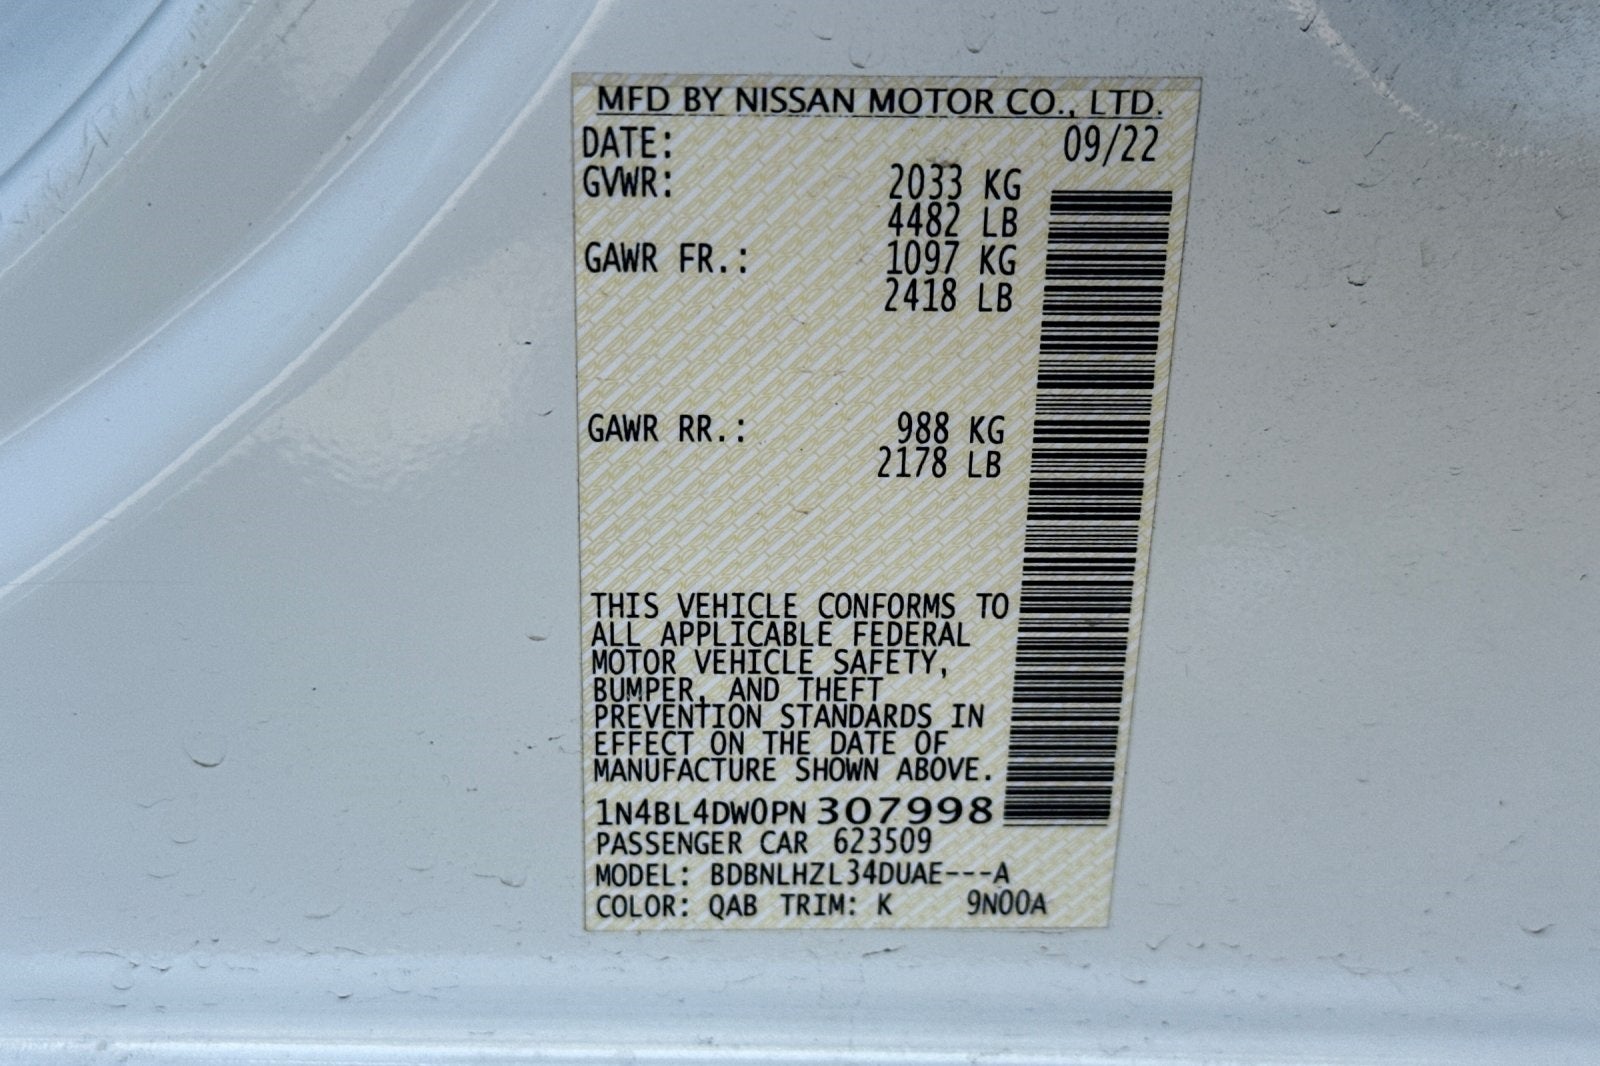 MFD BY NISSAN MOTOR CO., LTD.
DATE: 09/22
GVWR: 2033 KG
4482 LB
GAWR FR.: 1097 KG
2418 LB
GAWR RR.: 988 KG
2178 LB
THIS VEHICLE CONFORMS TO
ALL APPLICABLE FEDERAL
MOTOR VEHICLE SAFETY,
BUMPER, AND THEFT
PREVENTION STANDARDS IN
EFFECT ON THE DATE OF
MANUFACTURE SHOWN ABOVE.
1N4BL4DW0PN307998
PASSENGER CAR 623509
MODEL: BDBNLHZL34DUAE---A
COLOR: QAB TRIM: K 9N00A